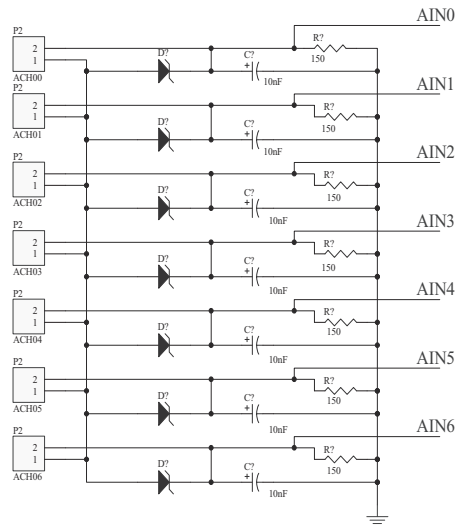 AIN0
P2
R?
2
D?
C?
1
+
150
ACH00
10nF
P2
AIN1
R?
2
D?
C?
1
+
150
ACH01
10nF
P2
AIN2
R?
2
D?
C?
1
+
150
ACH02
10nF
P2
AIN3
R?
2
D?
C?
1
+
150
ACH03
10nF
P2
AIN4
R?
2
D?
C?
1
+
150
ACH04
10nF
P2
AIN5
R?
2
D?
C?
1
+
150
ACH05
10nF
P2
AIN6
R?
2
D?
C?
1
+
150
ACH06
10nF